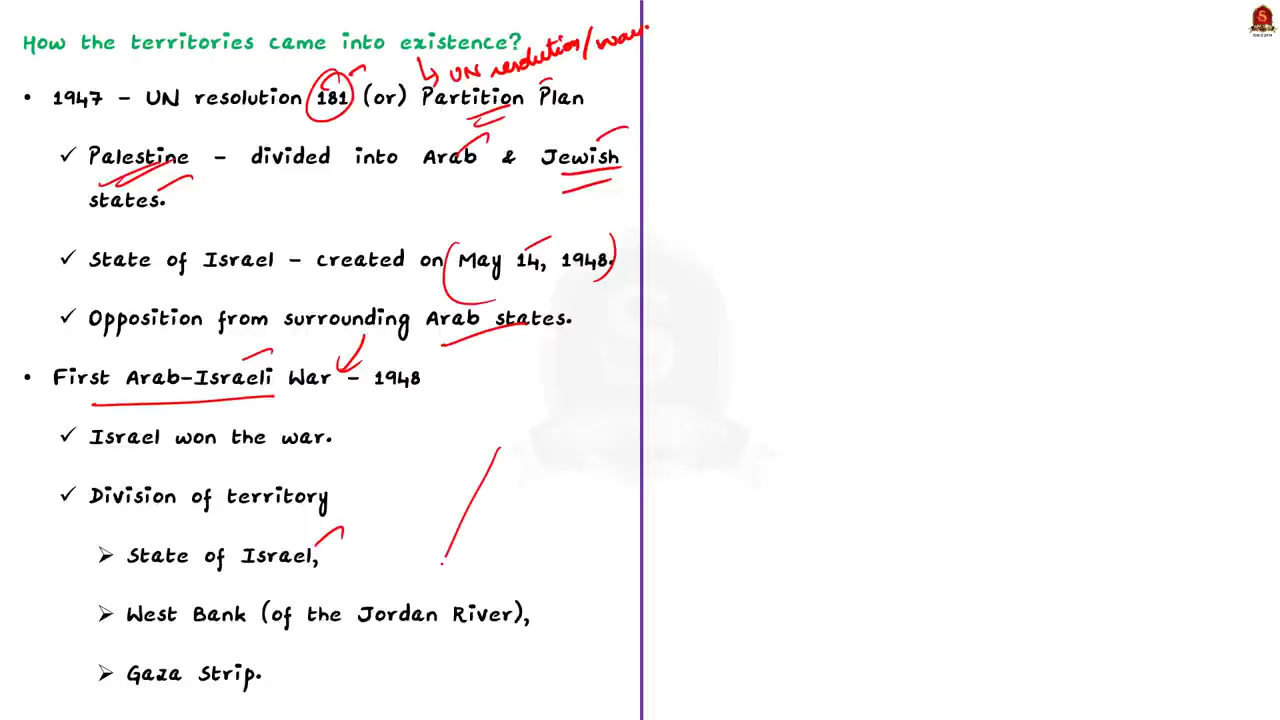 How the territories came into existence?
↳ UN resolution/war.
• 1947 – UN resolution 181 (or) Partition Plan
✓ Palestine – divided into Arab & Jewish
states.
✓ State of Israel – created on May 14, 1948.
✓ Opposition from surrounding Arab states.
• First Arab-Israeli War – 1948
✓ Israel won the war.
✓ Division of territory
➢ State of Israel,
➢ West Bank (of the Jordan River),
➢ Gaza Strip.